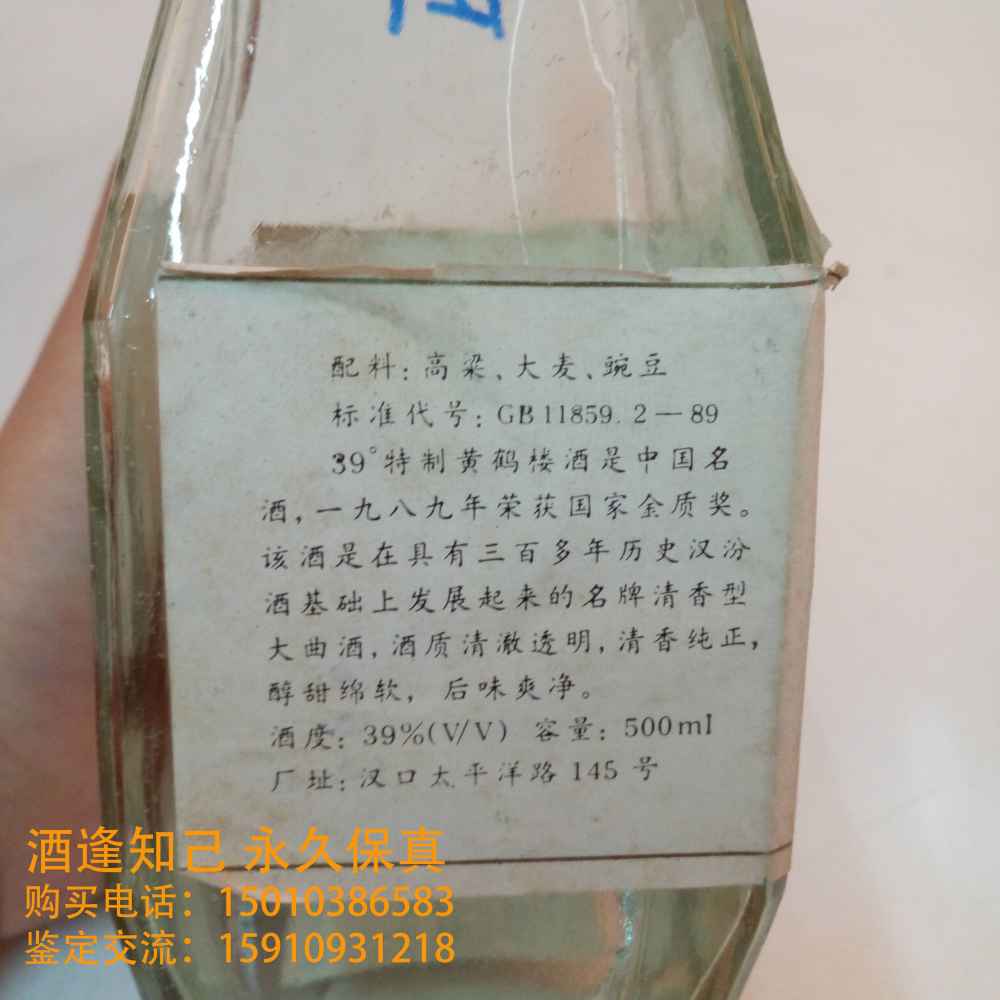 配料：高粱、大麦、豌豆
标准代号：GB11859.2—89
39°特制黄鹤楼酒是中国名
酒，一九八九年荣获国家金质奖。
该酒是在具有三百多年历史汉汾
酒基础上发展起来的名牌清香型
大曲酒，酒质清澈透明，清香纯正，
醇甜绵软，后味爽净。
酒度：39%(V/V) 容量：500ml
厂址：汉口太平洋路145号
酒逢知己 永久保真
购买电话：15010386583
鉴定交流：15910931218